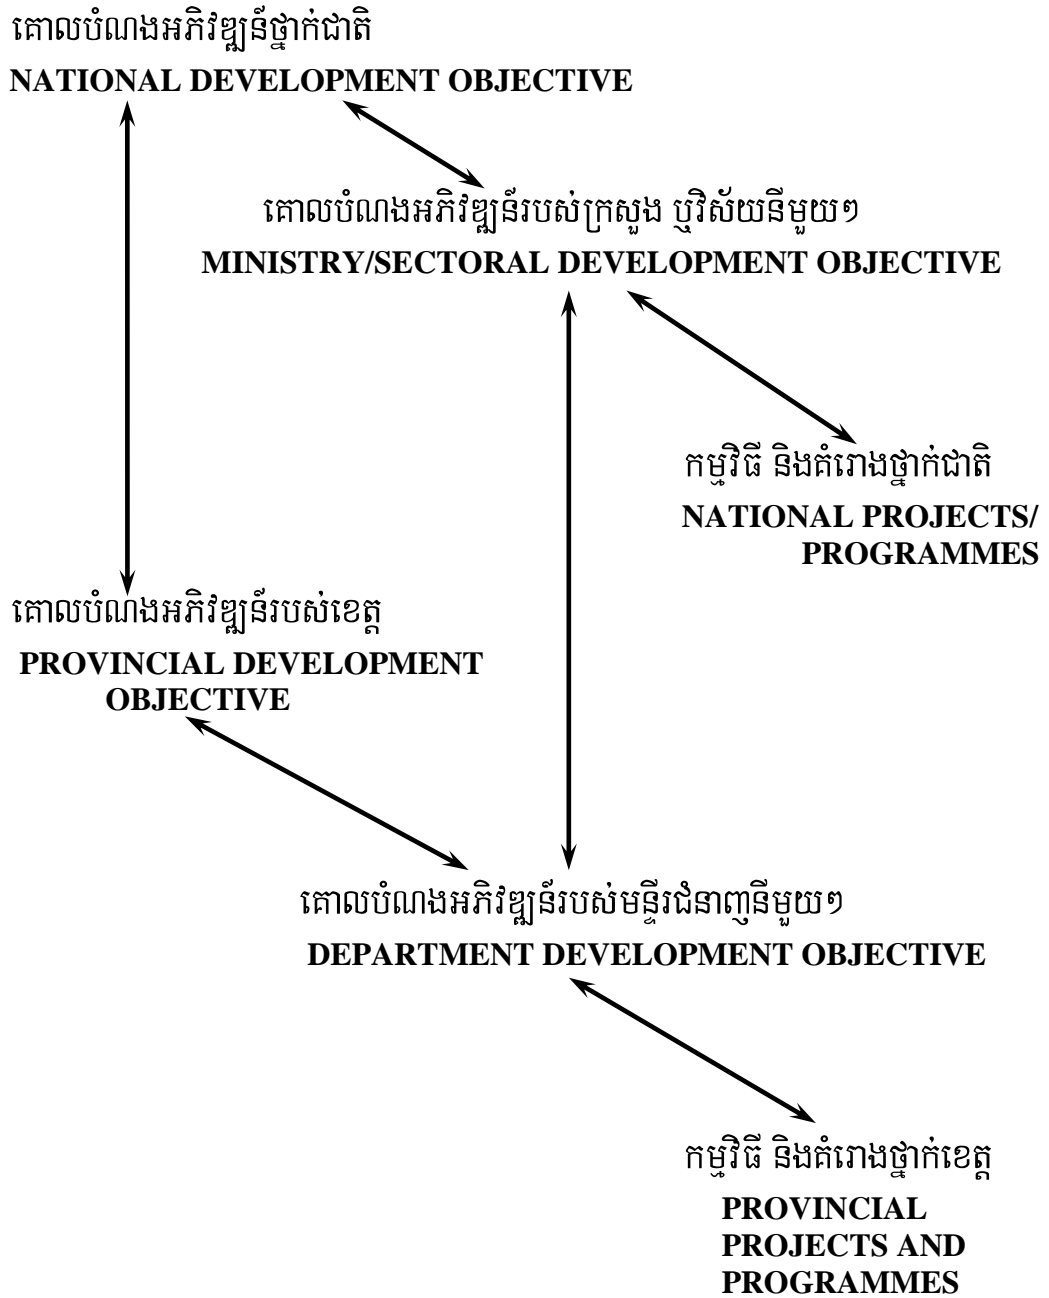 គោលបំណងអភិវឌ្ឍន៍ថ្នាក់ជាតិ
NATIONAL DEVELOPMENT OBJECTIVE
គោលបំណងអភិវឌ្ឍន៍របស់ក្រសួង ឬវិស័យនីមួយៗ
MINISTRY/SECTORAL DEVELOPMENT OBJECTIVE
កម្មវិធី និងគំរោងថ្នាក់ជាតិ
NATIONAL PROJECTS/
PROGRAMMES
គោលបំណងអភិវឌ្ឍន៍របស់ខេត្ត
PROVINCIAL DEVELOPMENT
OBJECTIVE
គោលបំណងអភិវឌ្ឍន៍របស់មន្ទីរជំនាញនីមួយៗ
DEPARTMENT DEVELOPMENT OBJECTIVE
កម្មវិធី និងគំរោងថ្នាក់ខេត្ត
PROVINCIAL
PROJECTS AND
PROGRAMMES